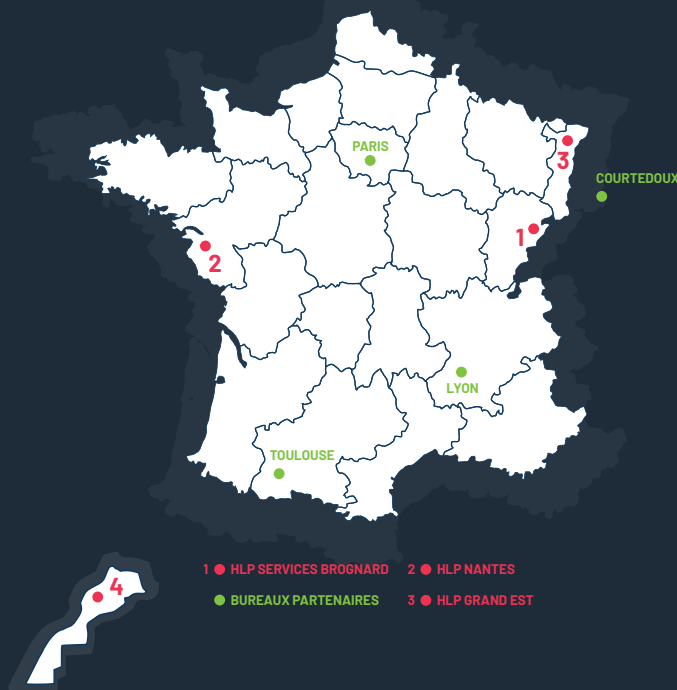 PARIS
3
COURTEDOUX
1
2
LYON
TOULOUSE
4
1 HLP SERVICES BROGNARD
2 HLP NANTES
BUREAUX PARTENAIRES
3 HLP GRAND EST